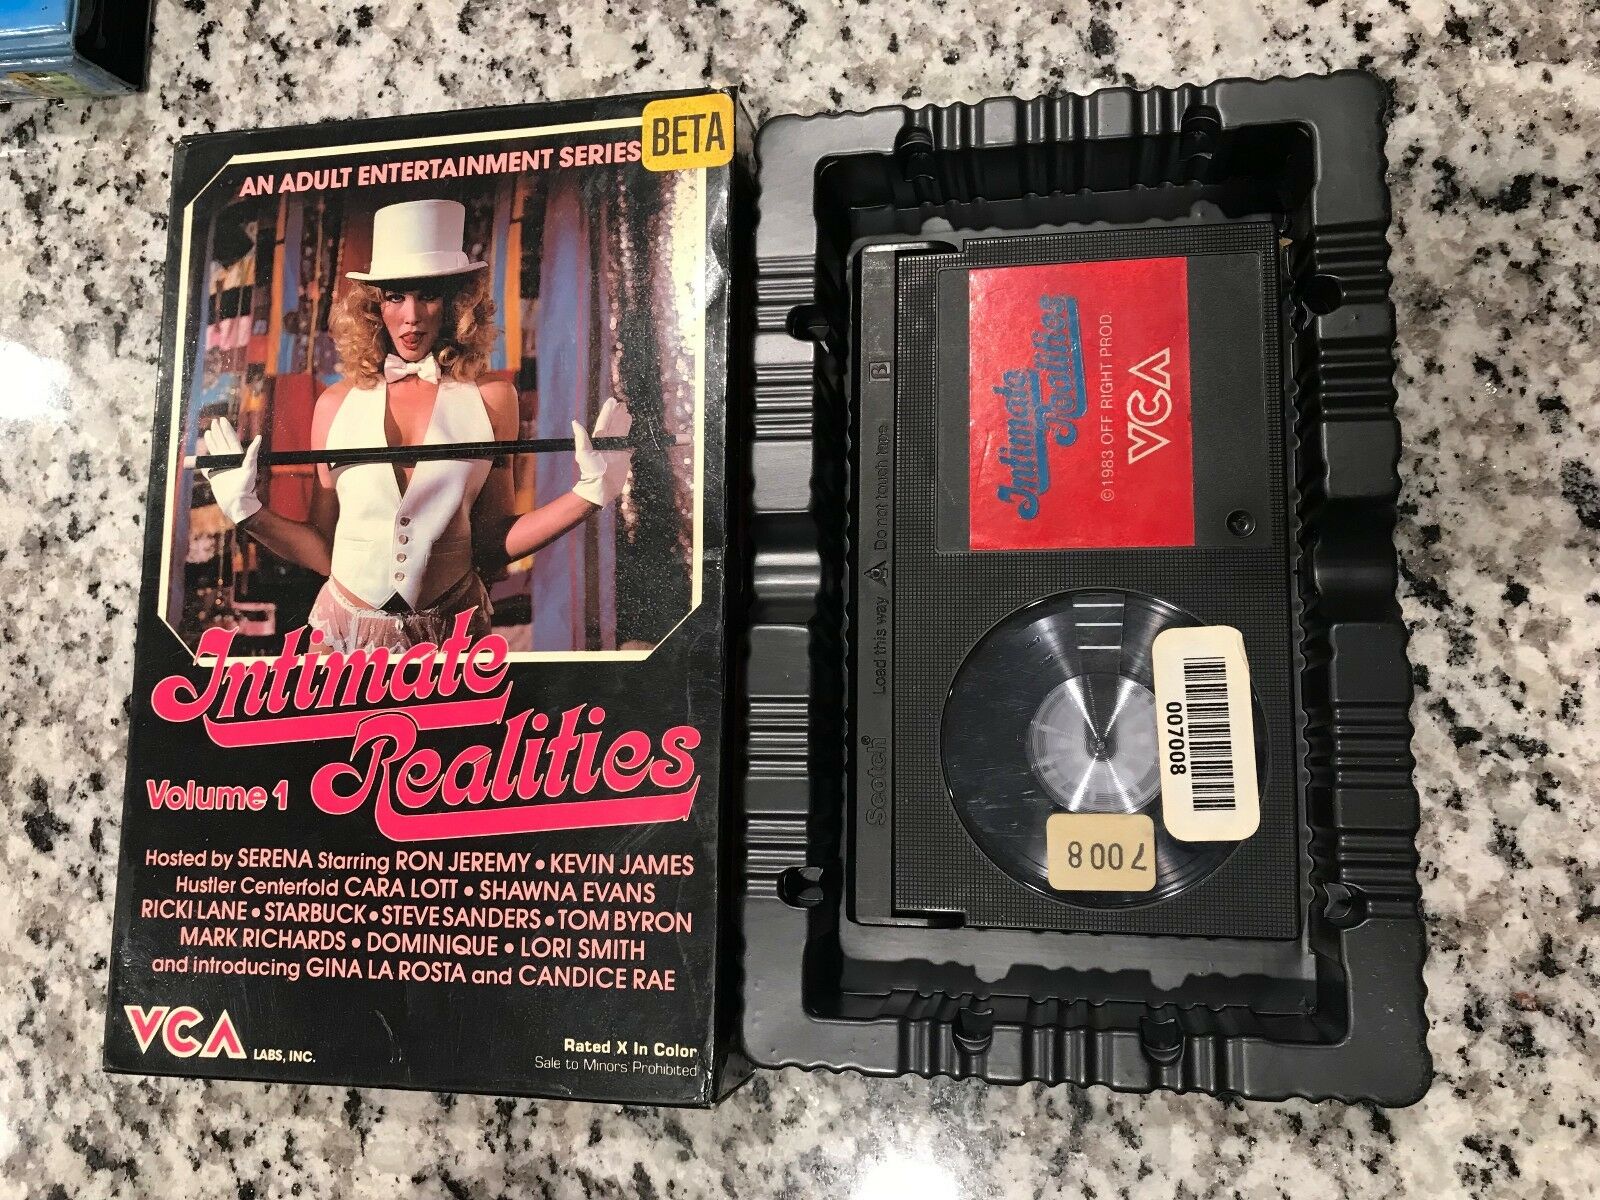 BETA
AN ADULT ENTERTAINMENT SERIES
Intimate
Realities
Volume 1
Hosted by SERENA Starring RON JEREMY • KEVIN JAMES
Hustler Centerfold CARA LOTT • SHAWNA EVANS
RICKI LANE • STARBUCK • STEVE SANDERS • TOM BYRON
MARK RICHARDS • DOMINIQUE • LORI SMITH
and introducing GINA LA ROSTA and CANDICE RAE
VCA LABS, INC.
Rated X In Color
Sale to Minors Prohibited
Intimate
Realities
©1983 OFF RIGHT PROD.
VCA
B
Scotch® Load this way Do not touch tape
007008
7008